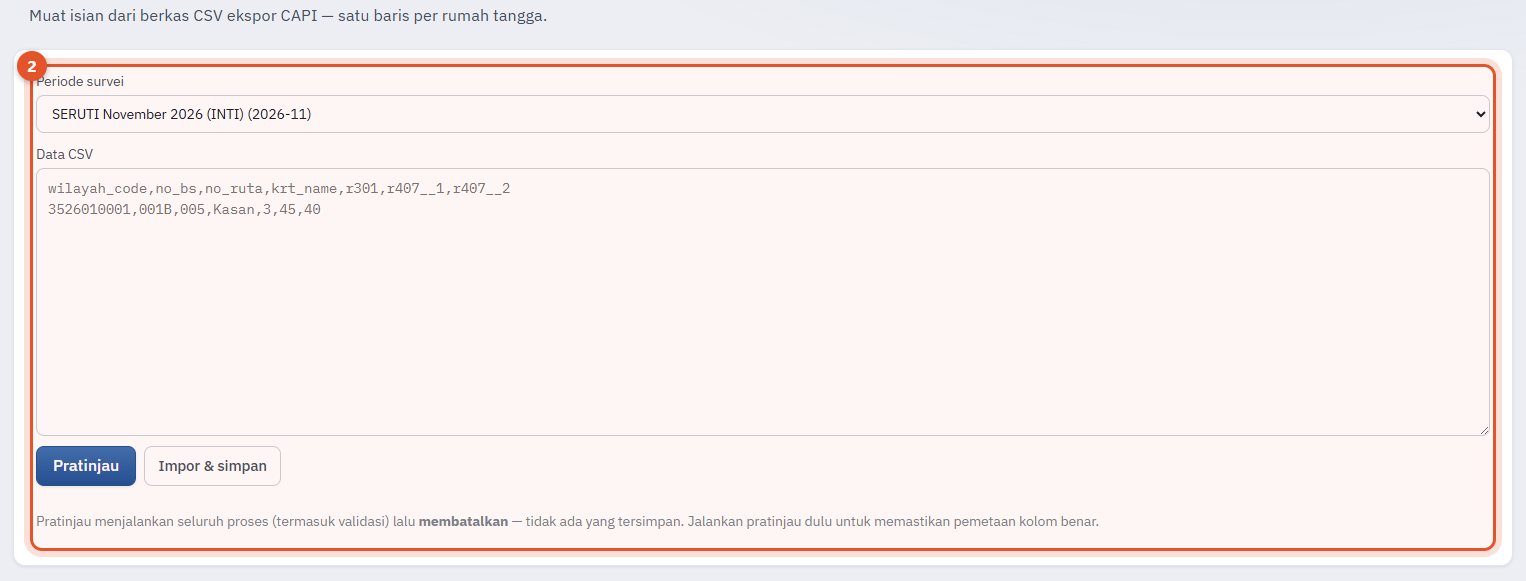 Muat isian dari berkas CSV ekspor CAPI — satu baris per rumah tangga.
2
Periode survei
SERUTI November 2026 (INTI) (2026-11)
Data CSV
wilayah_code,no_bs,no_ruta,krt_name,r301,r407__1,r407__2
3526010001,001B,005,Kasan,3,45,40
Pratinjau
Impor & simpan
Pratinjau menjalankan seluruh proses (termasuk validasi) lalu membatalkan — tidak ada yang tersimpan. Jalankan pratinjau dulu untuk memastikan pemetaan kolom benar.